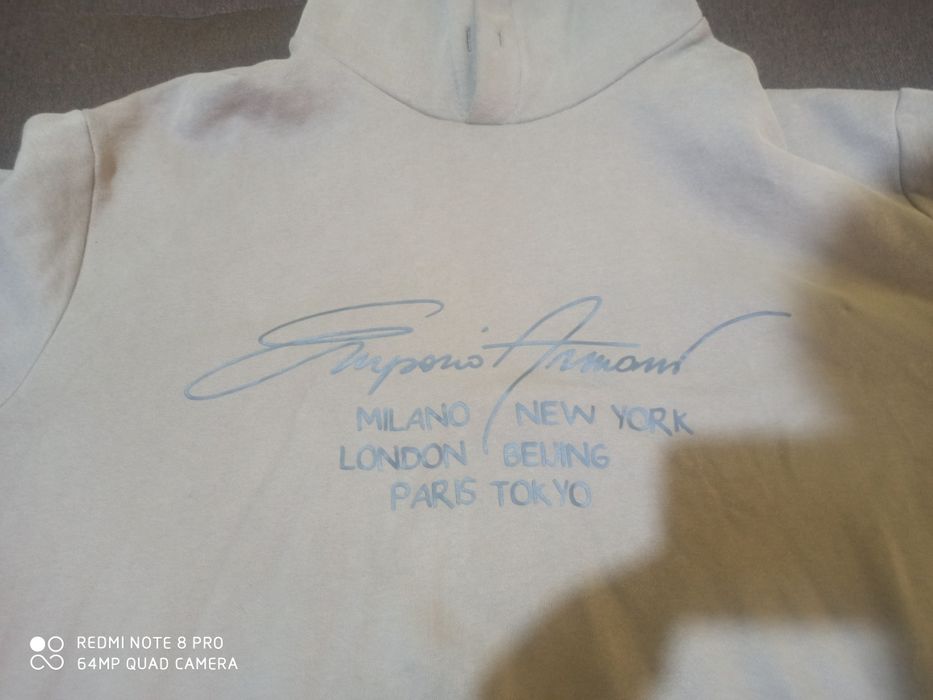 Emporio Armani
MILANO NEW YORK
LONDON BEIJING
PARIS TOKYO
REDMI NOTE 8 PRO
64MP QUAD CAMERA